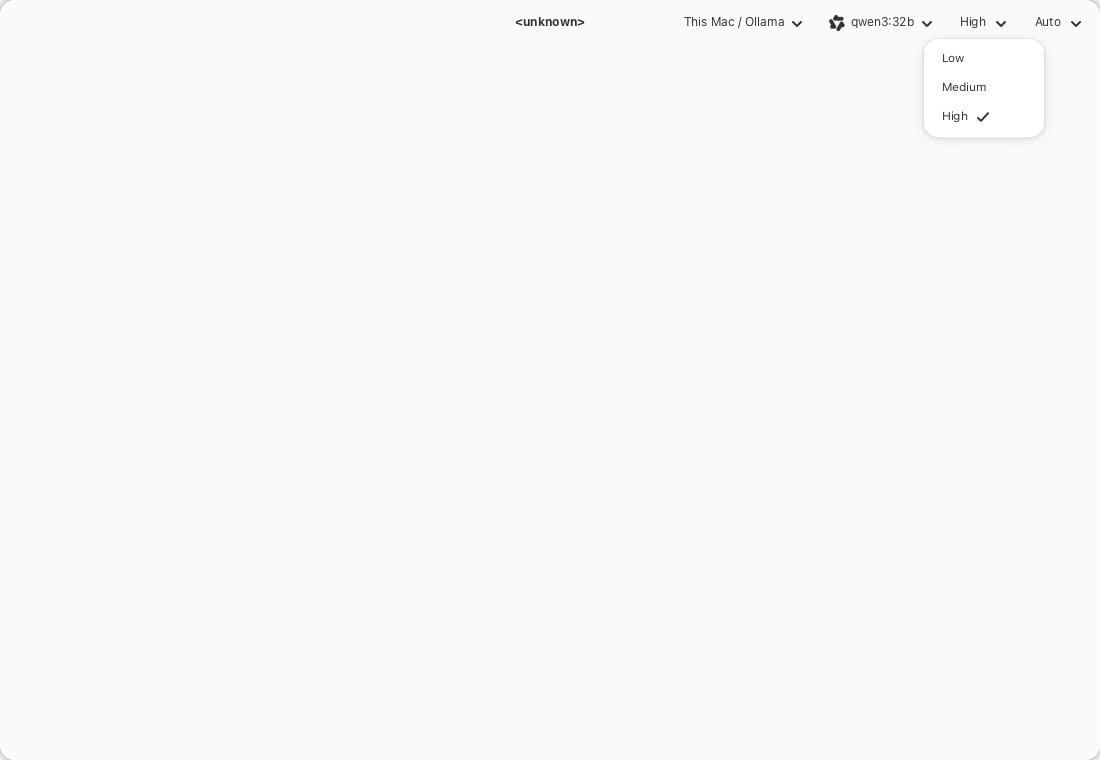 <unknown>
This Mac / Ollama
qwen3:32b
High
Auto
Low
Medium
High